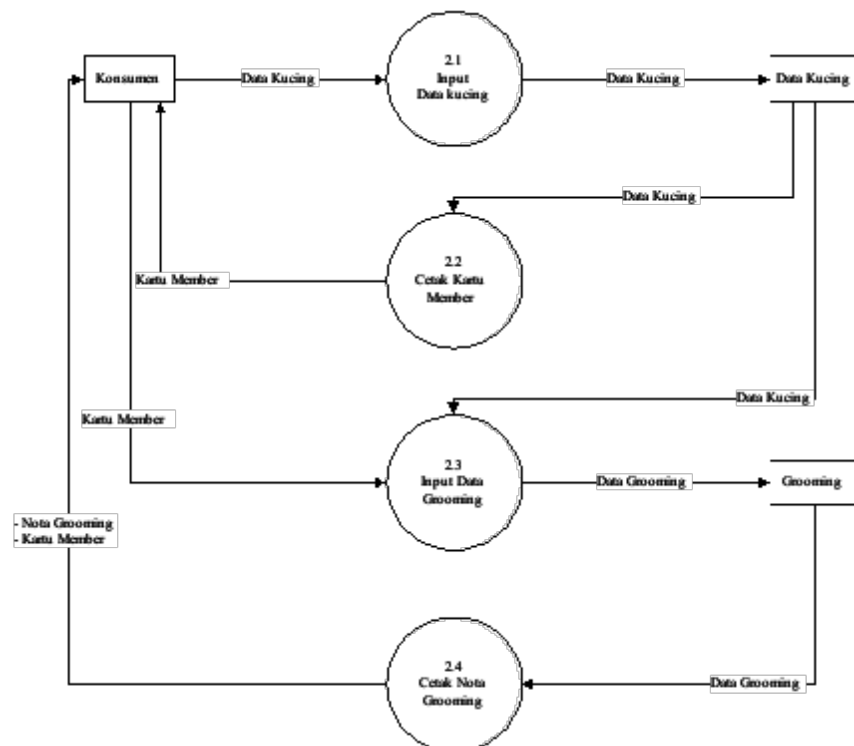 2.1
Input
Data kucing
Konsumen
Data Kucing
Data Kucing
Data Kucing
Data Kucing
2.2
Cetak Kartu
Member
Kartu Member
Data Kucing
Kartu Member
2.3
Input Data
Grooming
Data Grooming
Grooming
- Nota Grooming
- Kartu Member
2.4
Cetak Nota
Grooming
Data Grooming